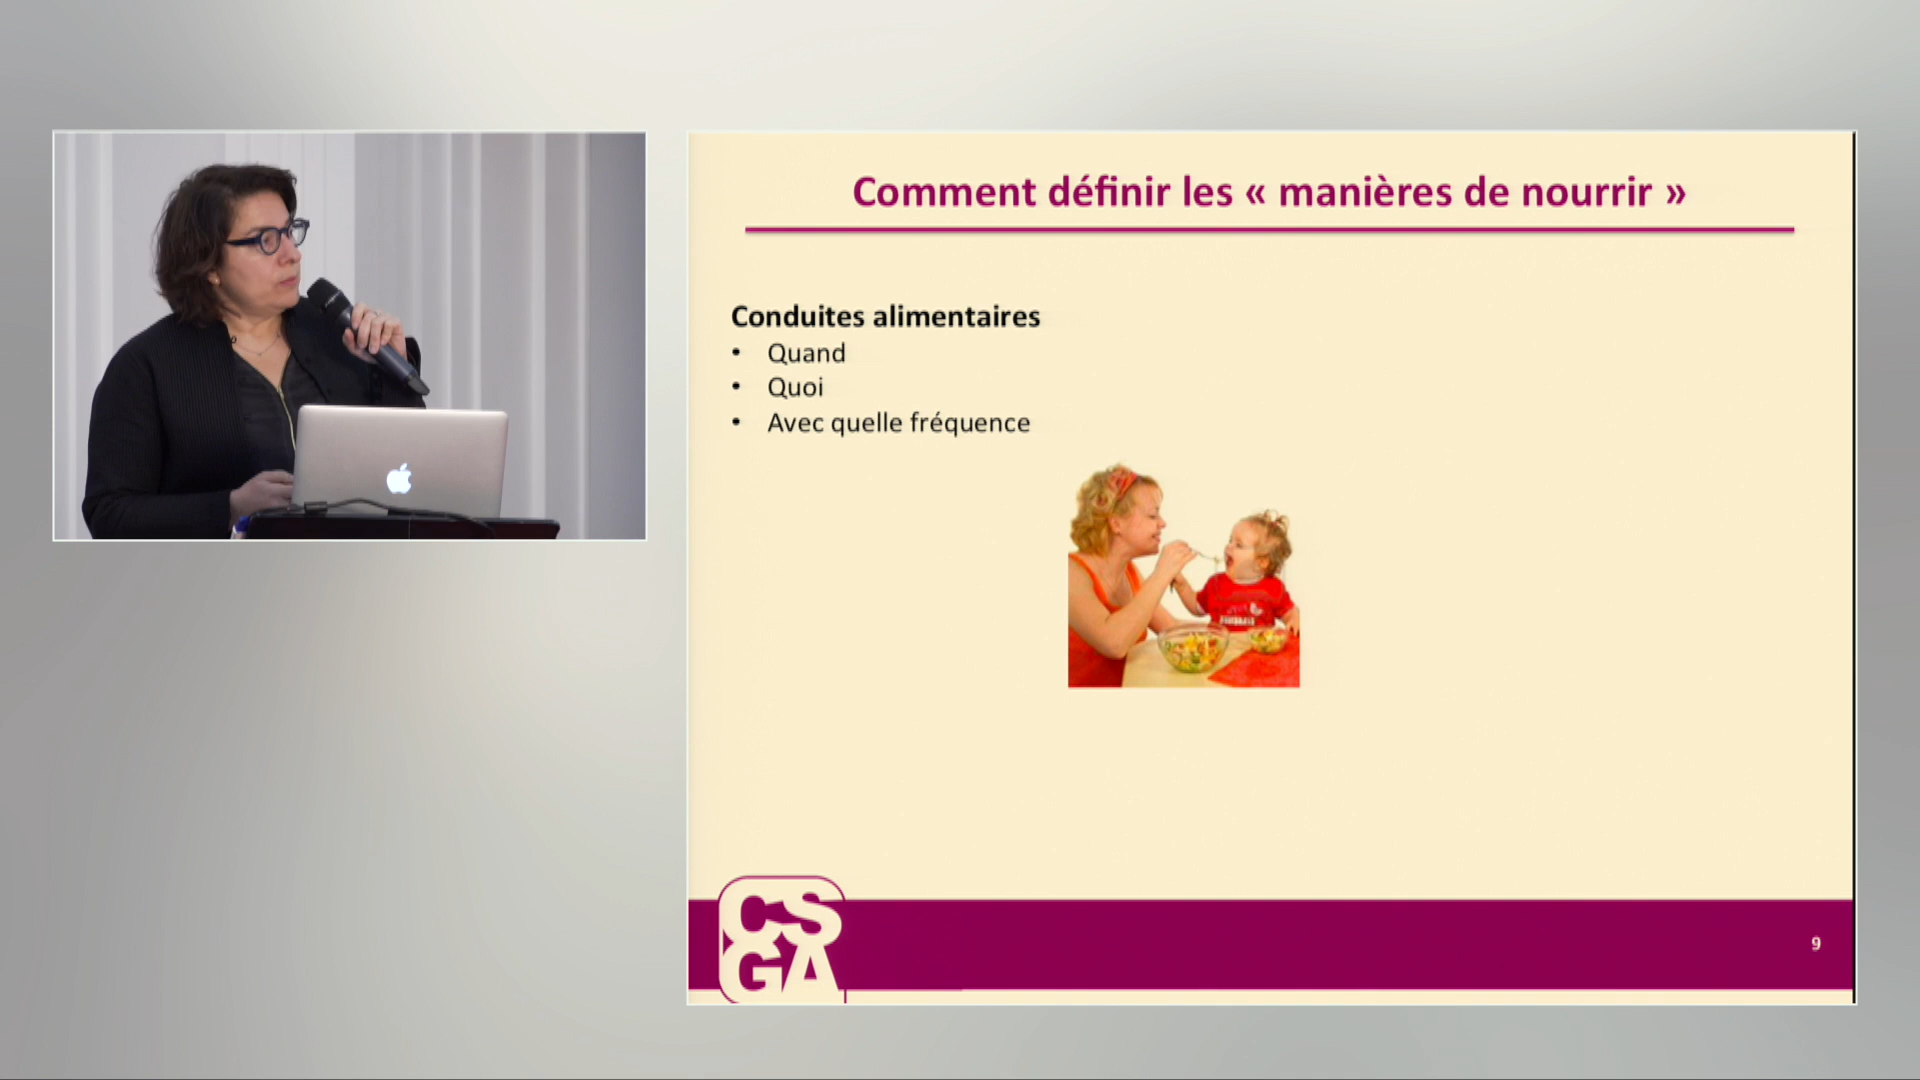 Comment définir les « manières de nourrir »
Conduites alimentaires
• Quand
• Quoi
• Avec quelle fréquence
CS
GA
9